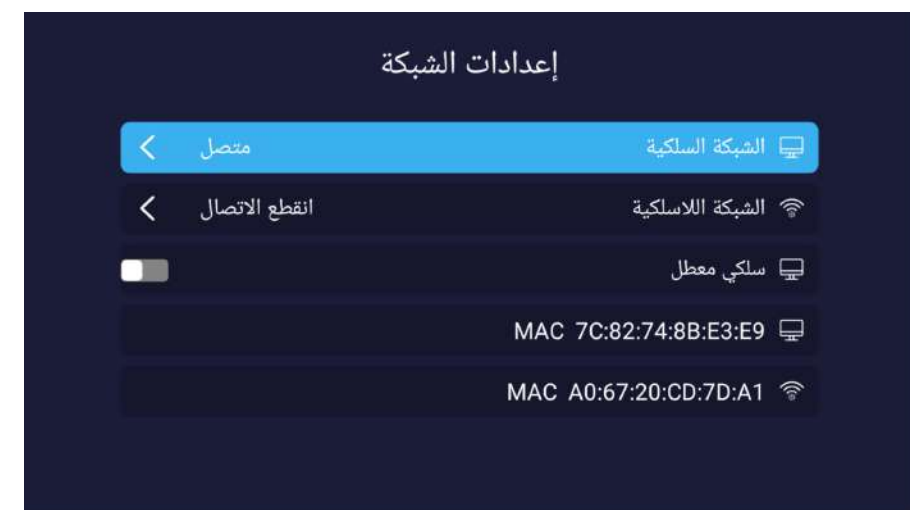 إعدادات الشبكة
الشبكة السلكية متصل
الشبكة اللاسلكية انقطع الاتصال
سلكي معطل
MAC 7C:82:74:8B:E3:E9
MAC A0:67:20:CD:7D:A1